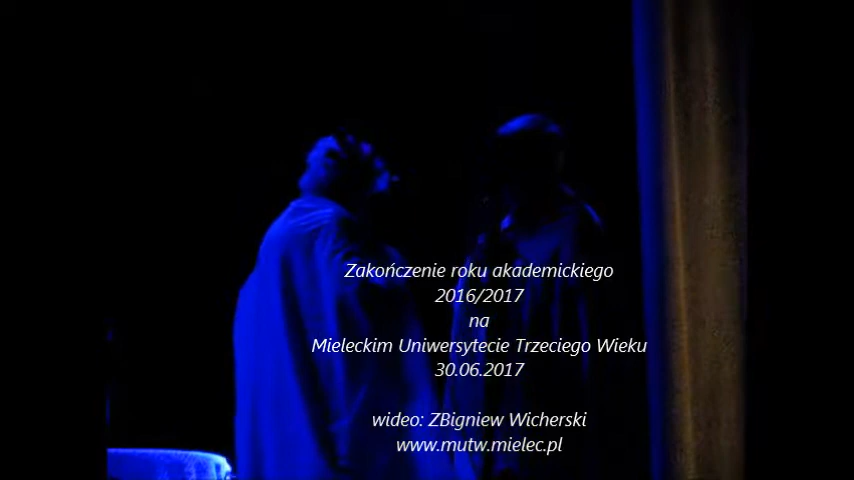 Zakończenie roku akademickiego
2016/2017
na
Mieleckim Uniwersytecie Trzeciego Wieku
30.06.2017
wideo: ZBigniew Wicherski
www.mutw.mielec.pl